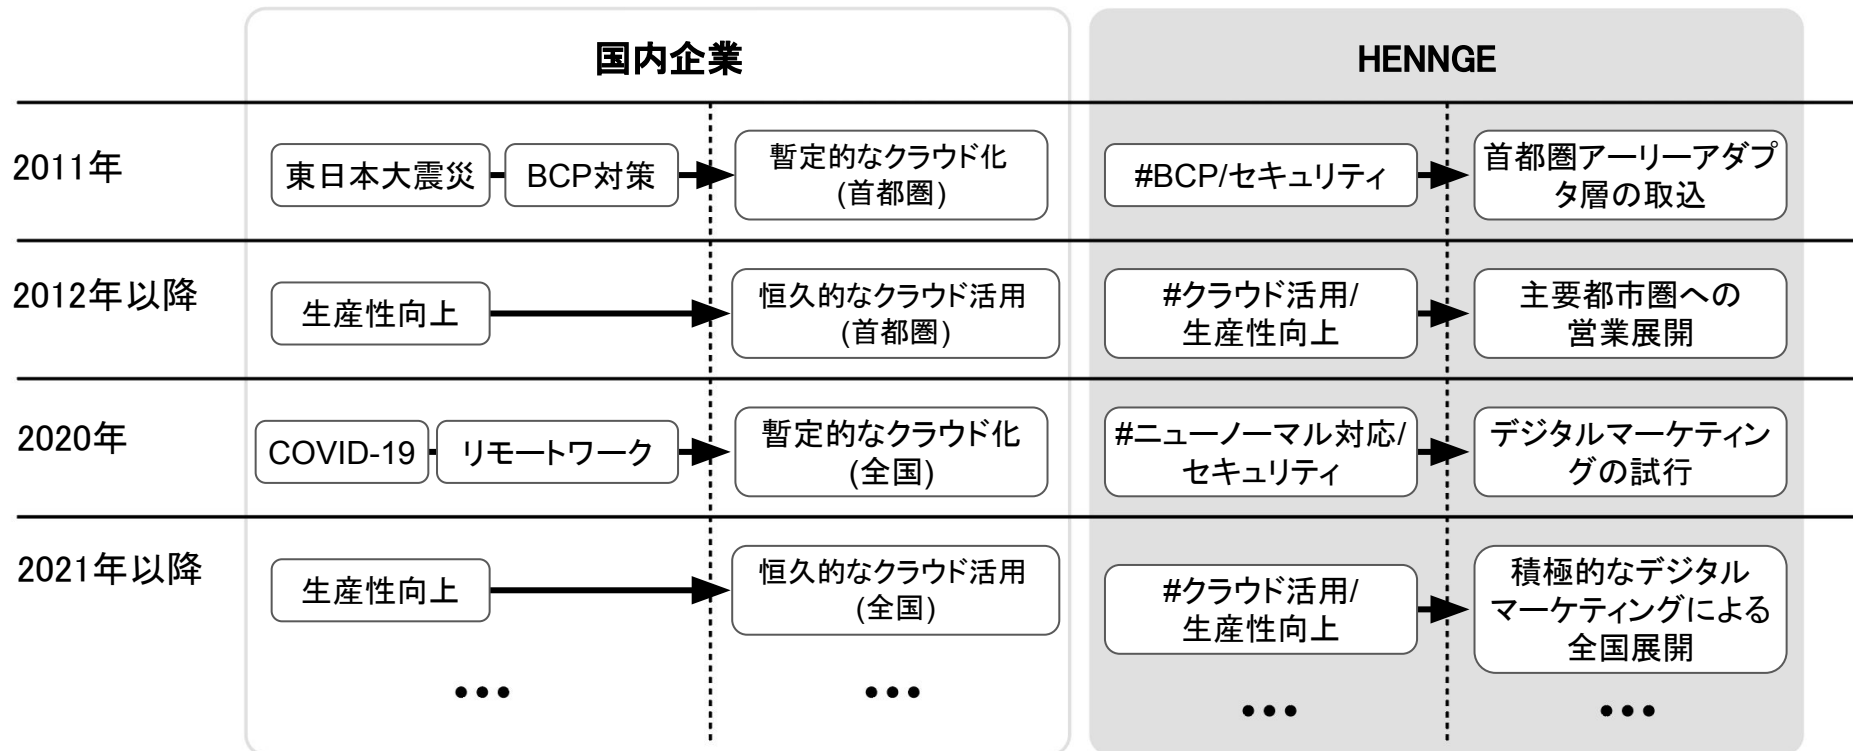 国内企業
HENNGE
2011年
東日本大震災
BCP対策
暫定的なクラウド化
(首都圏)
#BCP/セキュリティ
首都圏アーリーアダプ
タ層の取込
2012年以降
生産性向上
恒久的なクラウド活用
(首都圏)
#クラウド活用/
生産性向上
主要都市圏への
営業展開
2020年
COVID-19
リモートワーク
暫定的なクラウド化
(全国)
#ニューノーマル対応/
セキュリティ
デジタルマーケティン
グの試行
2021年以降
生産性向上
恒久的なクラウド活用
(全国)
#クラウド活用/
生産性向上
積極的なデジタル
マーケティングによる
全国展開
•••
•••
•••
•••